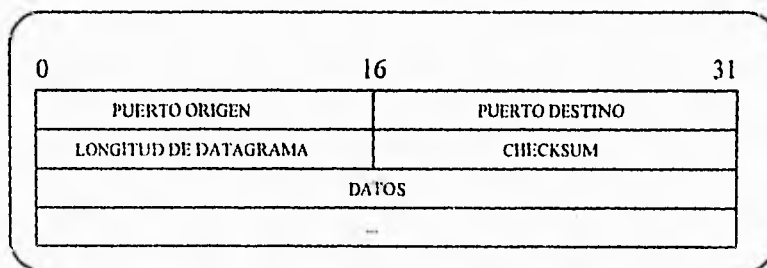 0 16 31
PUERTO ORIGEN PUERTO DESTINO
LONGITUD DE DATAGRAMA CHECKSUM
DATOS
...